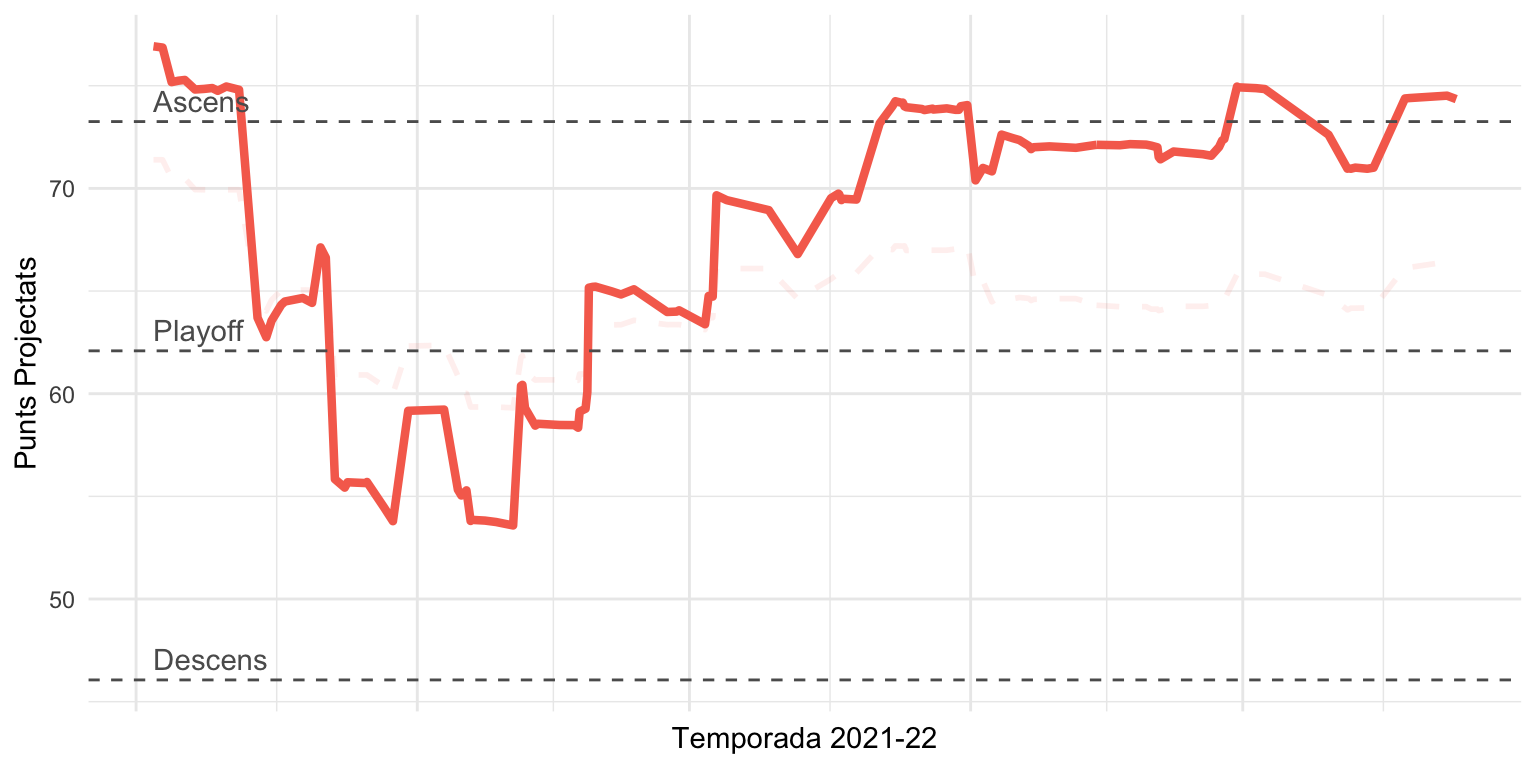 Ascens
70
Playoff
60
Punts Projectats
50
Descens
Temporada 2021-22